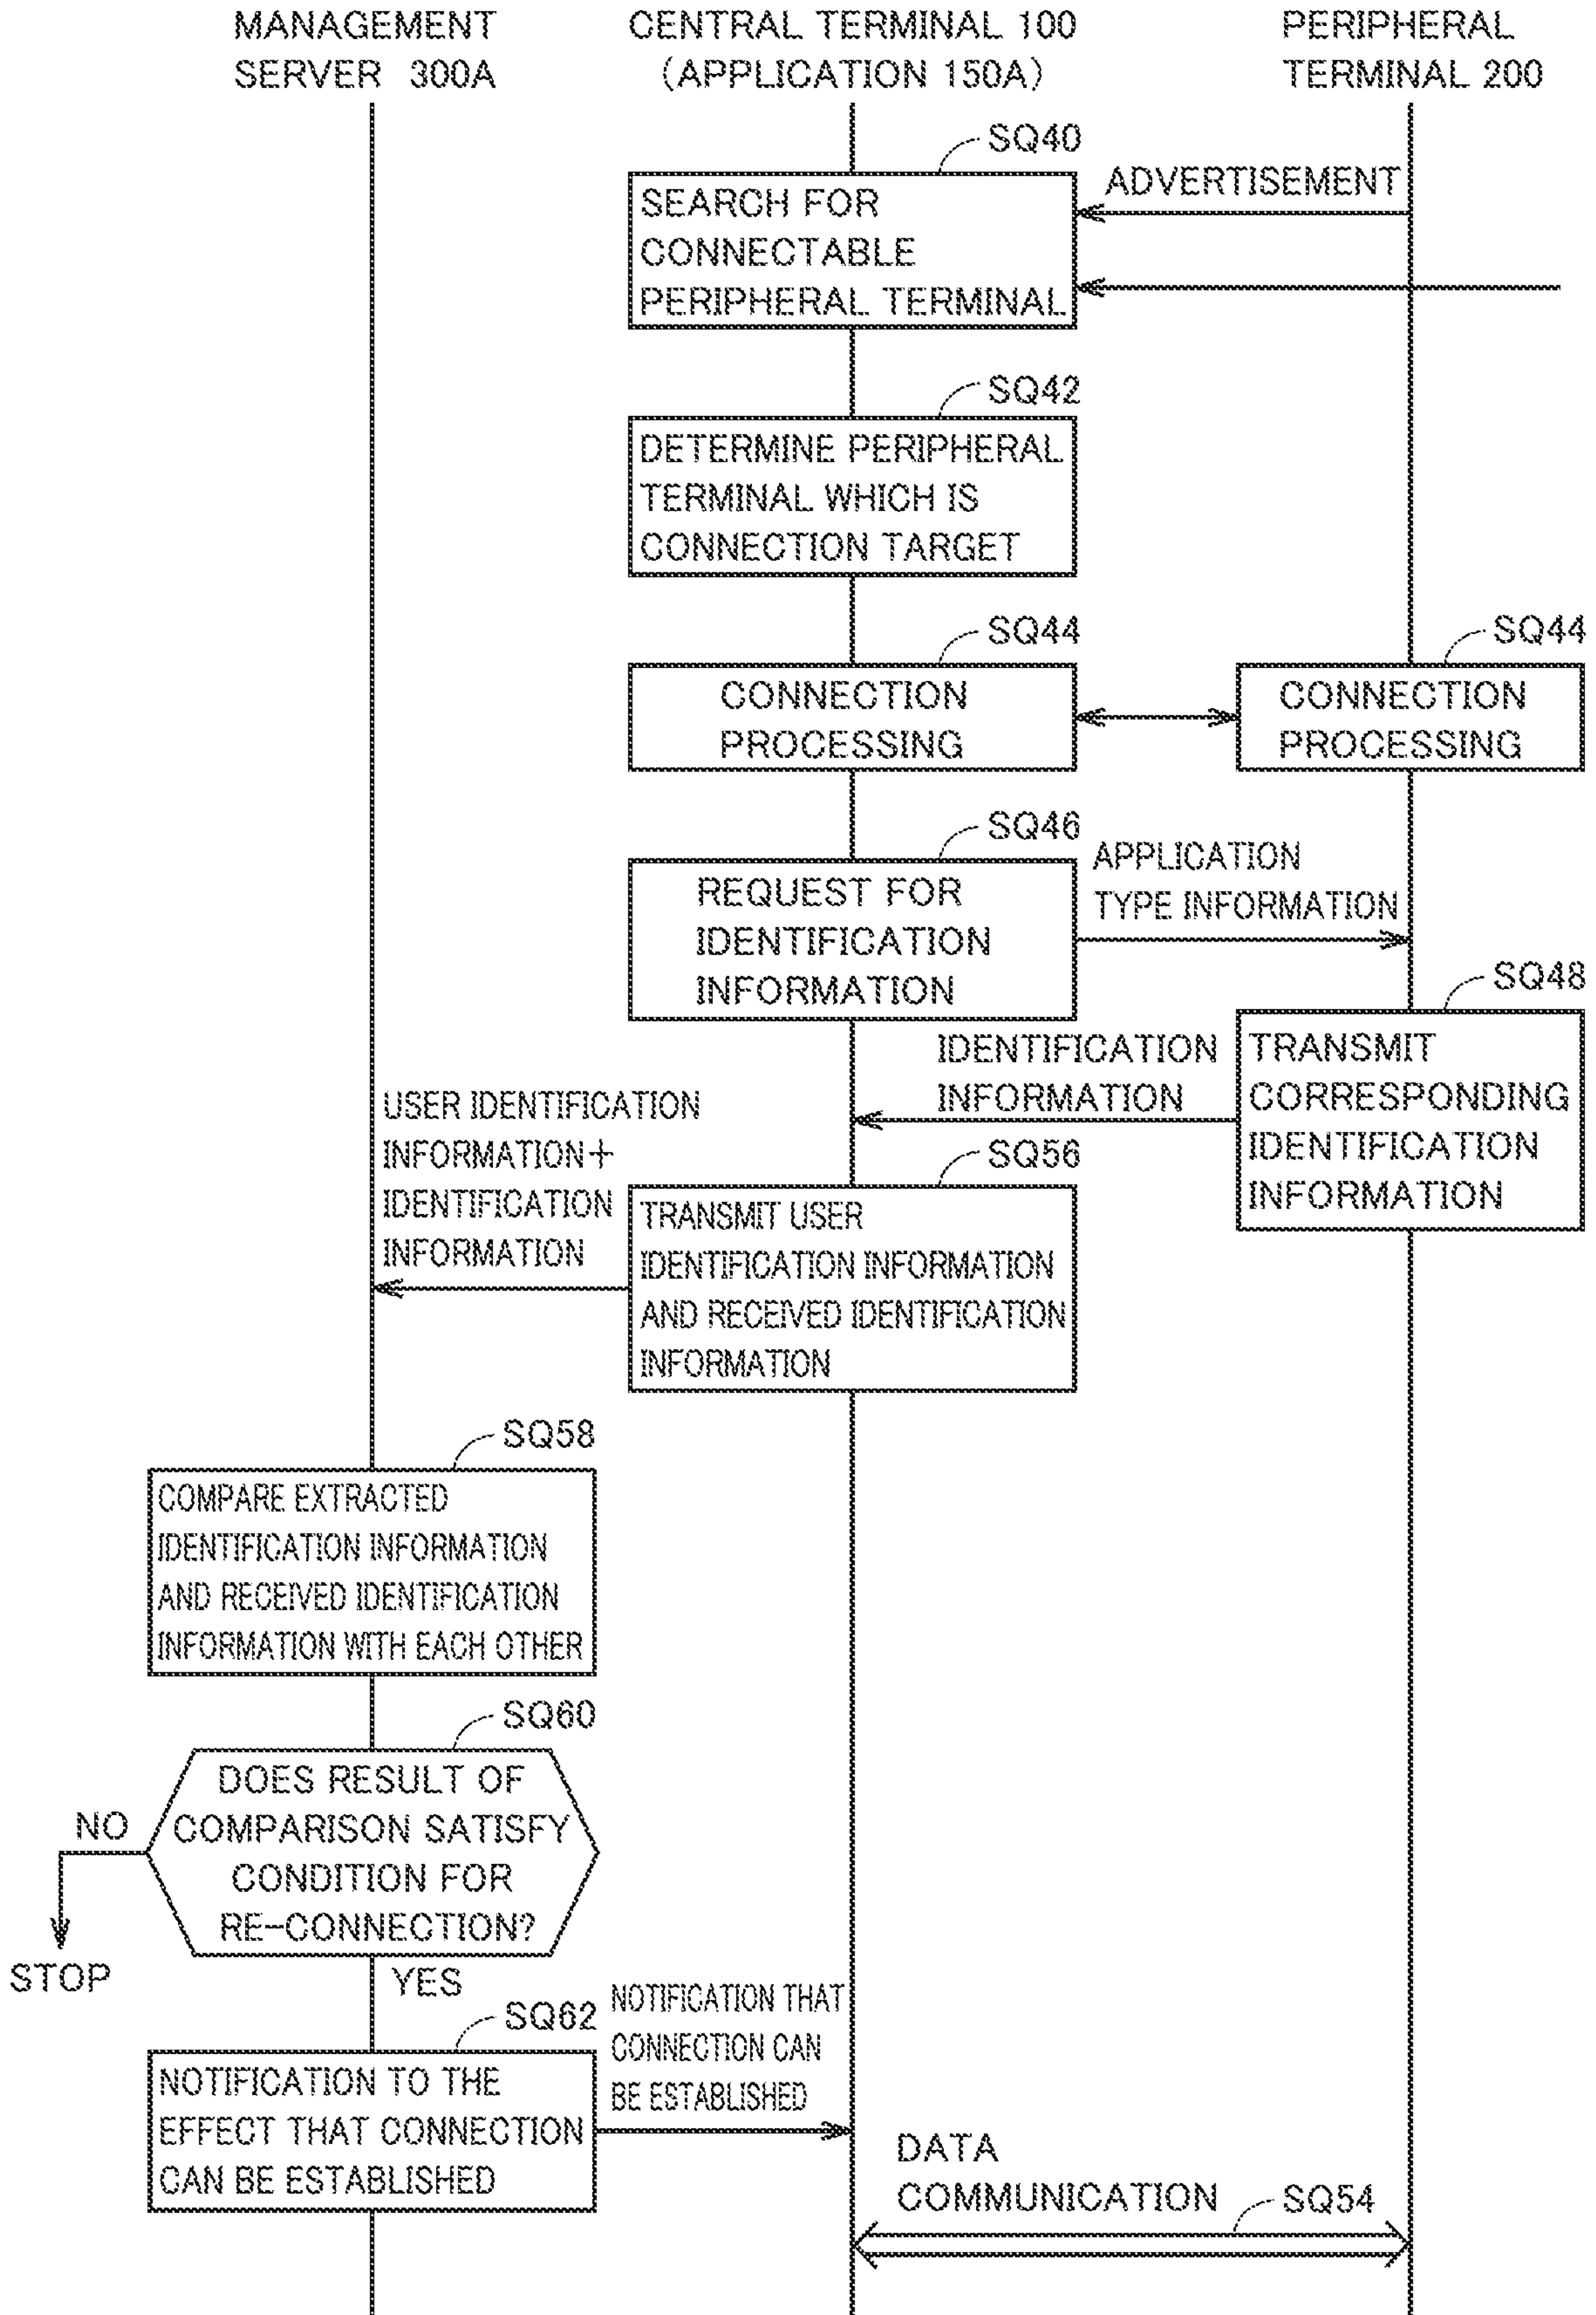 MANAGEMENT
SERVER 300A
CENTRAL TERMINAL 100
(APPLICATION 150A)
PERIPHERAL
TERMINAL 200
SQ40
SEARCH FOR
CONNECTABLE
PERIPHERAL TERMINAL
ADVERTISEMENT
SQ42
DETERMINE PERIPHERAL
TERMINAL WHICH IS
CONNECTION TARGET
SQ44
CONNECTION
PROCESSING
SQ44
CONNECTION
PROCESSING
SQ46
REQUEST FOR
IDENTIFICATION
INFORMATION
APPLICATION
TYPE INFORMATION
SQ48
TRANSMIT
CORRESPONDING
IDENTIFICATION
INFORMATION
IDENTIFICATION
INFORMATION
USER IDENTIFICATION
INFORMATION+
IDENTIFICATION
INFORMATION
SQ56
TRANSMIT USER
IDENTIFICATION INFORMATION
AND RECEIVED IDENTIFICATION
INFORMATION
SQ58
COMPARE EXTRACTED
IDENTIFICATION INFORMATION
AND RECEIVED IDENTIFICATION
INFORMATION WITH EACH OTHER
SQ60
DOES RESULT OF
COMPARISON SATISFY
CONDITION FOR
RE-CONNECTION?
NO
STOP
YES
SQ62
NOTIFICATION TO THE
EFFECT THAT CONNECTION
CAN BE ESTABLISHED
NOTIFICATION THAT
CONNECTION CAN
BE ESTABLISHED
DATA
COMMUNICATION
SQ54